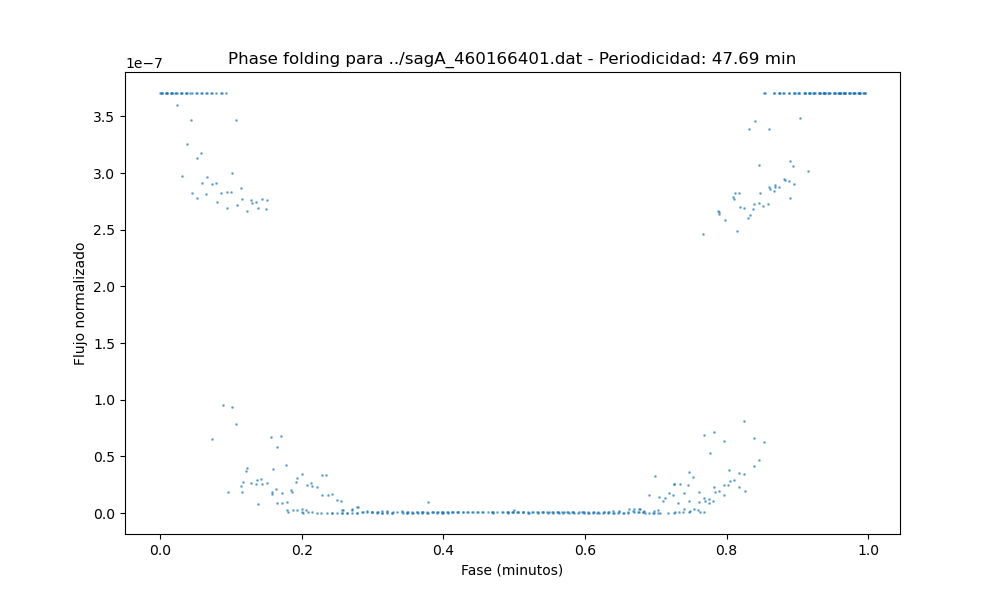 Phase folding para ../sagA_460166401.dat - Periodicidad: 47.69 min
1e−7
3.5
3.0
2.5
2.0
1.5
1.0
0.5
0.0
Flujo normalizado
0.0 0.2 0.4 0.6 0.8 1.0
Fase (minutos)